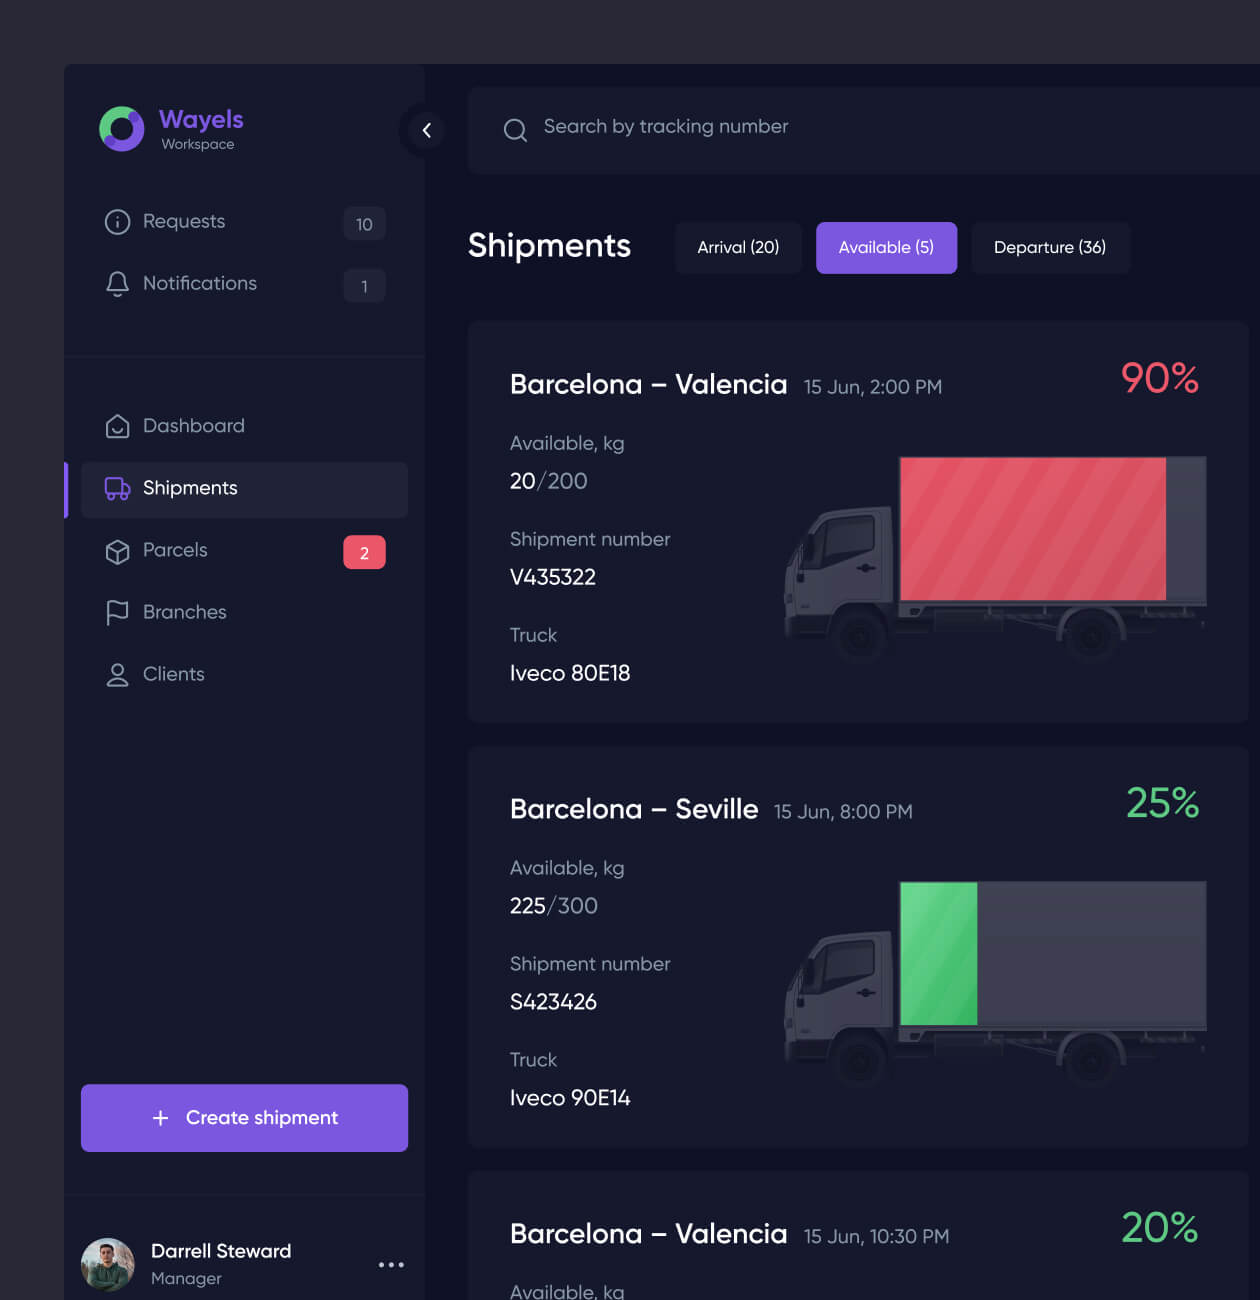 Wayels
Workspace
Requests
10
Notifications
1
Dashboard
Shipments
Parcels
2
Branches
Clients
+ Create shipment
Darrell Steward
Manager
Search by tracking number
Shipments
Arrival (20)
Available (5)
Departure (36)
Barcelona – Valencia 15 Jun, 2:00 PM
90%
Available, kg
20/200
Shipment number
V435322
Truck
Iveco 80E18
Barcelona – Seville 15 Jun, 8:00 PM
25%
Available, kg
225/300
Shipment number
S423426
Truck
Iveco 90E14
Barcelona – Valencia 15 Jun, 10:30 PM
20%
Available, kg